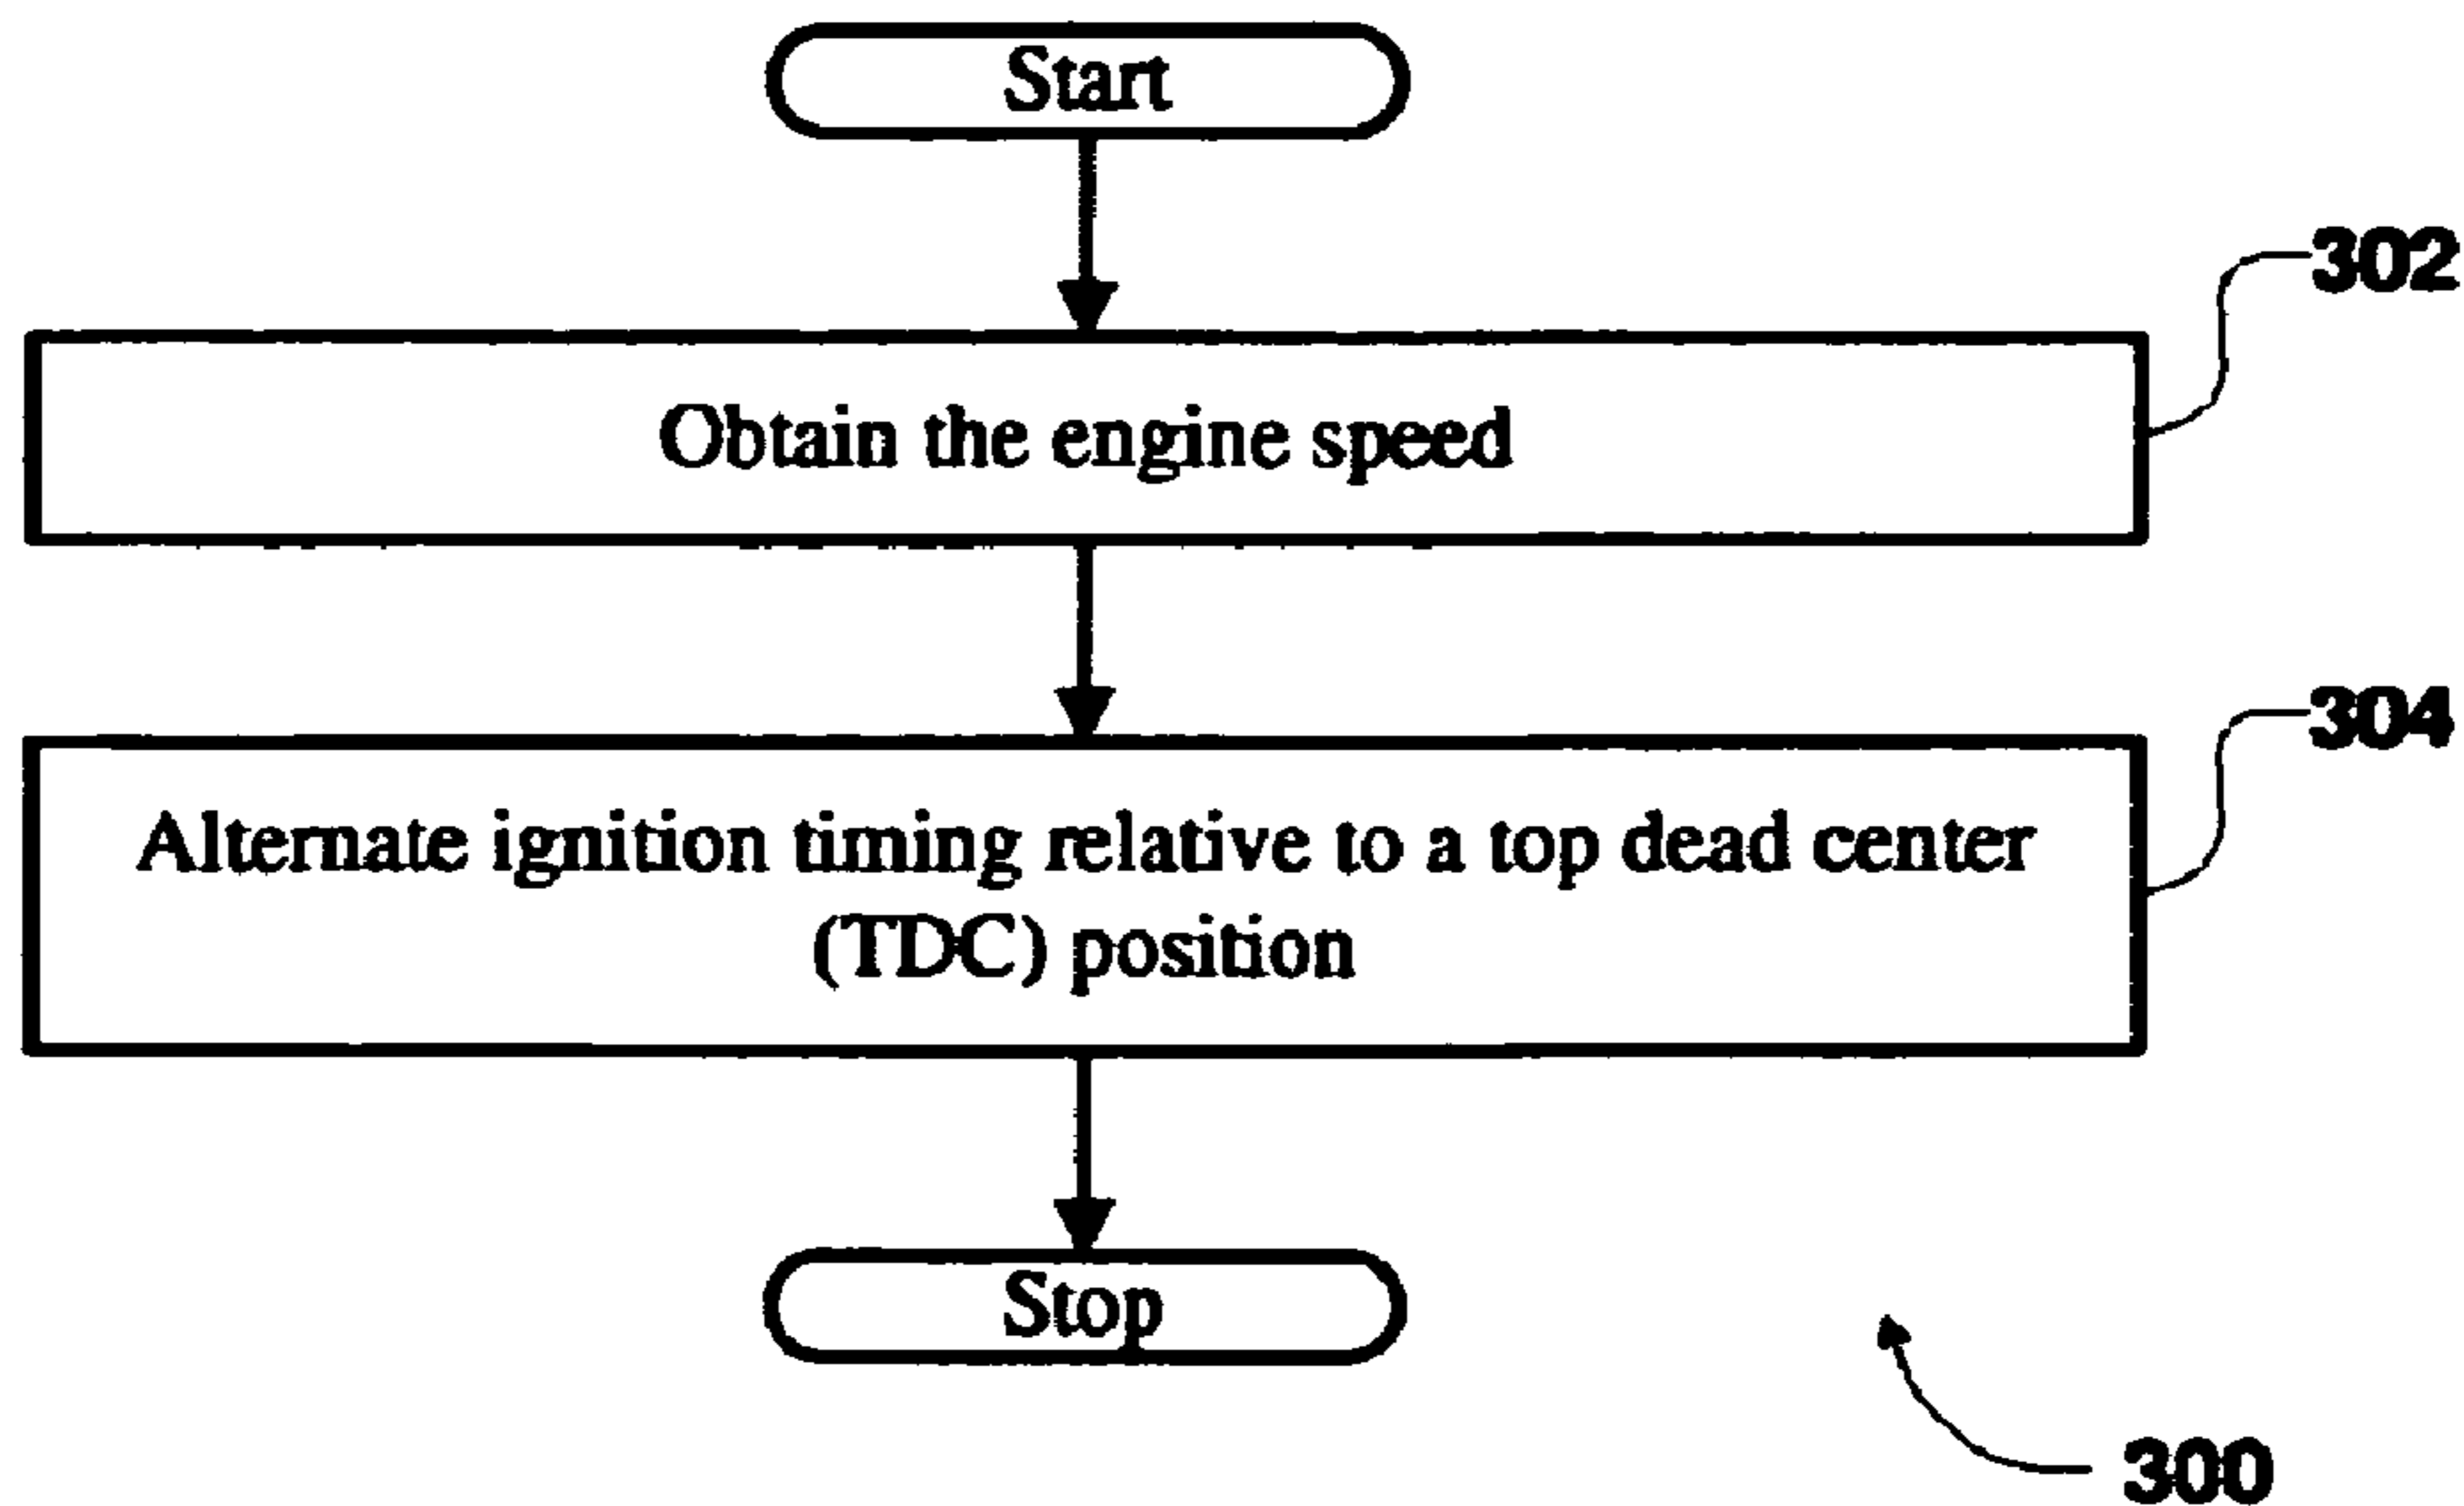 Start
302
Obtain the engine speed
304
Alternate ignition timing relative to a top dead center
(TDC) position
Stop
300